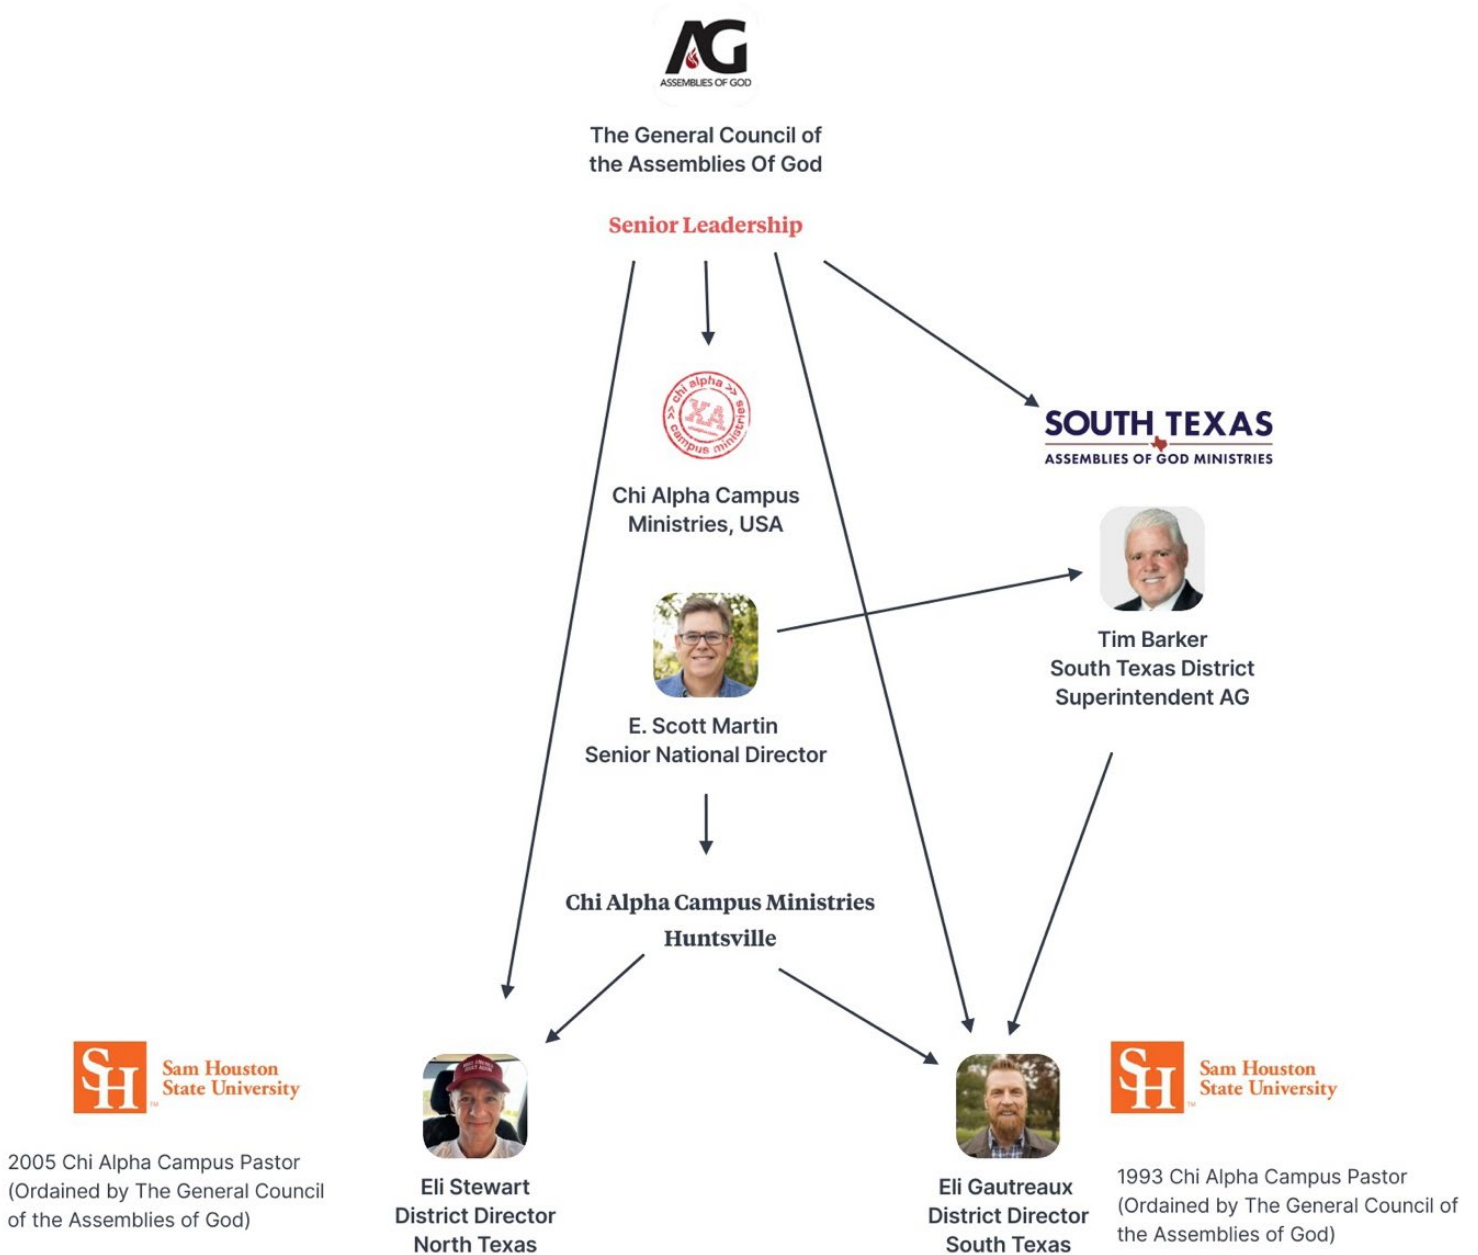 AG
ASSEMBLIES OF GOD
The General Council of
the Assemblies Of God
Senior Leadership
>> chi alpha >>
XA
campus ministries
Chi Alpha Campus
Ministries, USA
SOUTH TEXAS
ASSEMBLIES OF GOD MINISTRIES
E. Scott Martin
Senior National Director
Tim Barker
South Texas District
Superintendent AG
Chi Alpha Campus Ministries
Huntsville
SH
TM
Sam Houston
State University
2005 Chi Alpha Campus Pastor
(Ordained by The General Council
of the Assemblies of God)
Eli Stewart
District Director
North Texas
Eli Gautreaux
District Director
South Texas
SH
TM
Sam Houston
State University
1993 Chi Alpha Campus Pastor
(Ordained by The General Council of
the Assemblies of God)